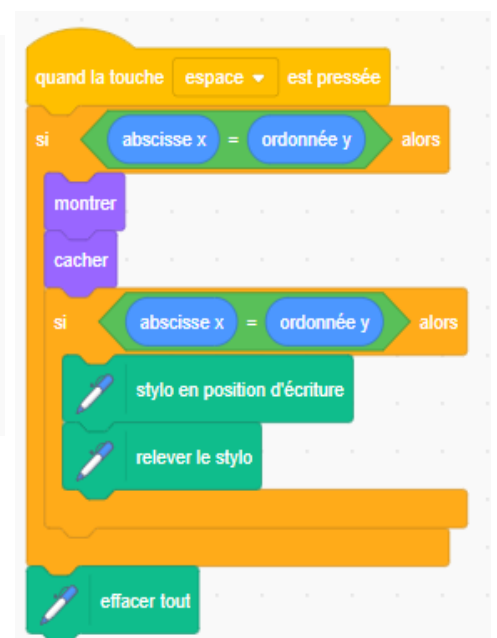 quand la touche espace est pressée
si abscisse x = ordonnée y alors
montrer
cacher
si abscisse x = ordonnée y alors
stylo en position d'écriture
relever le stylo
effacer tout